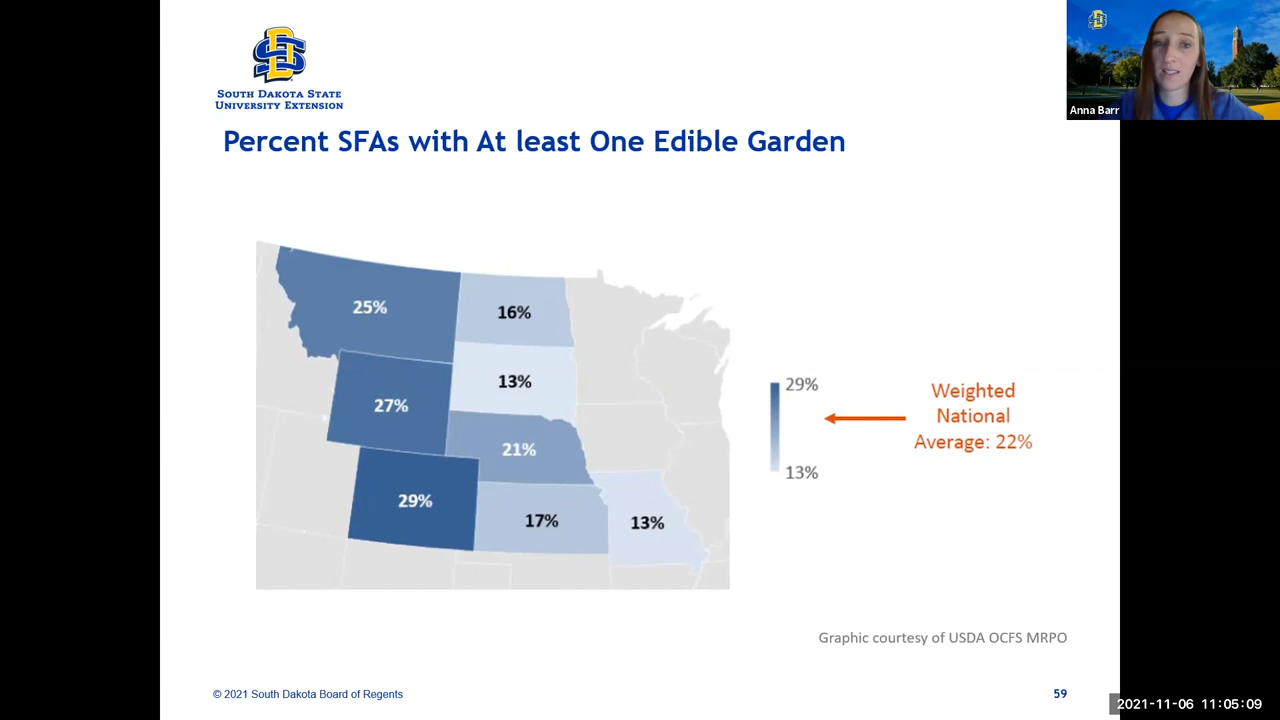 SOUTH DAKOTA STATE
UNIVERSITY EXTENSION
Anna Barr
Percent SFAs with At least One Edible Garden
25%
16%
13%
27%
21%
29%
17%
13%
29%
13%
Weighted
National
Average: 22%
Graphic courtesy of USDA OCFS MRPO
© 2021 South Dakota Board of Regents
59
2021-11-06 11:05:09